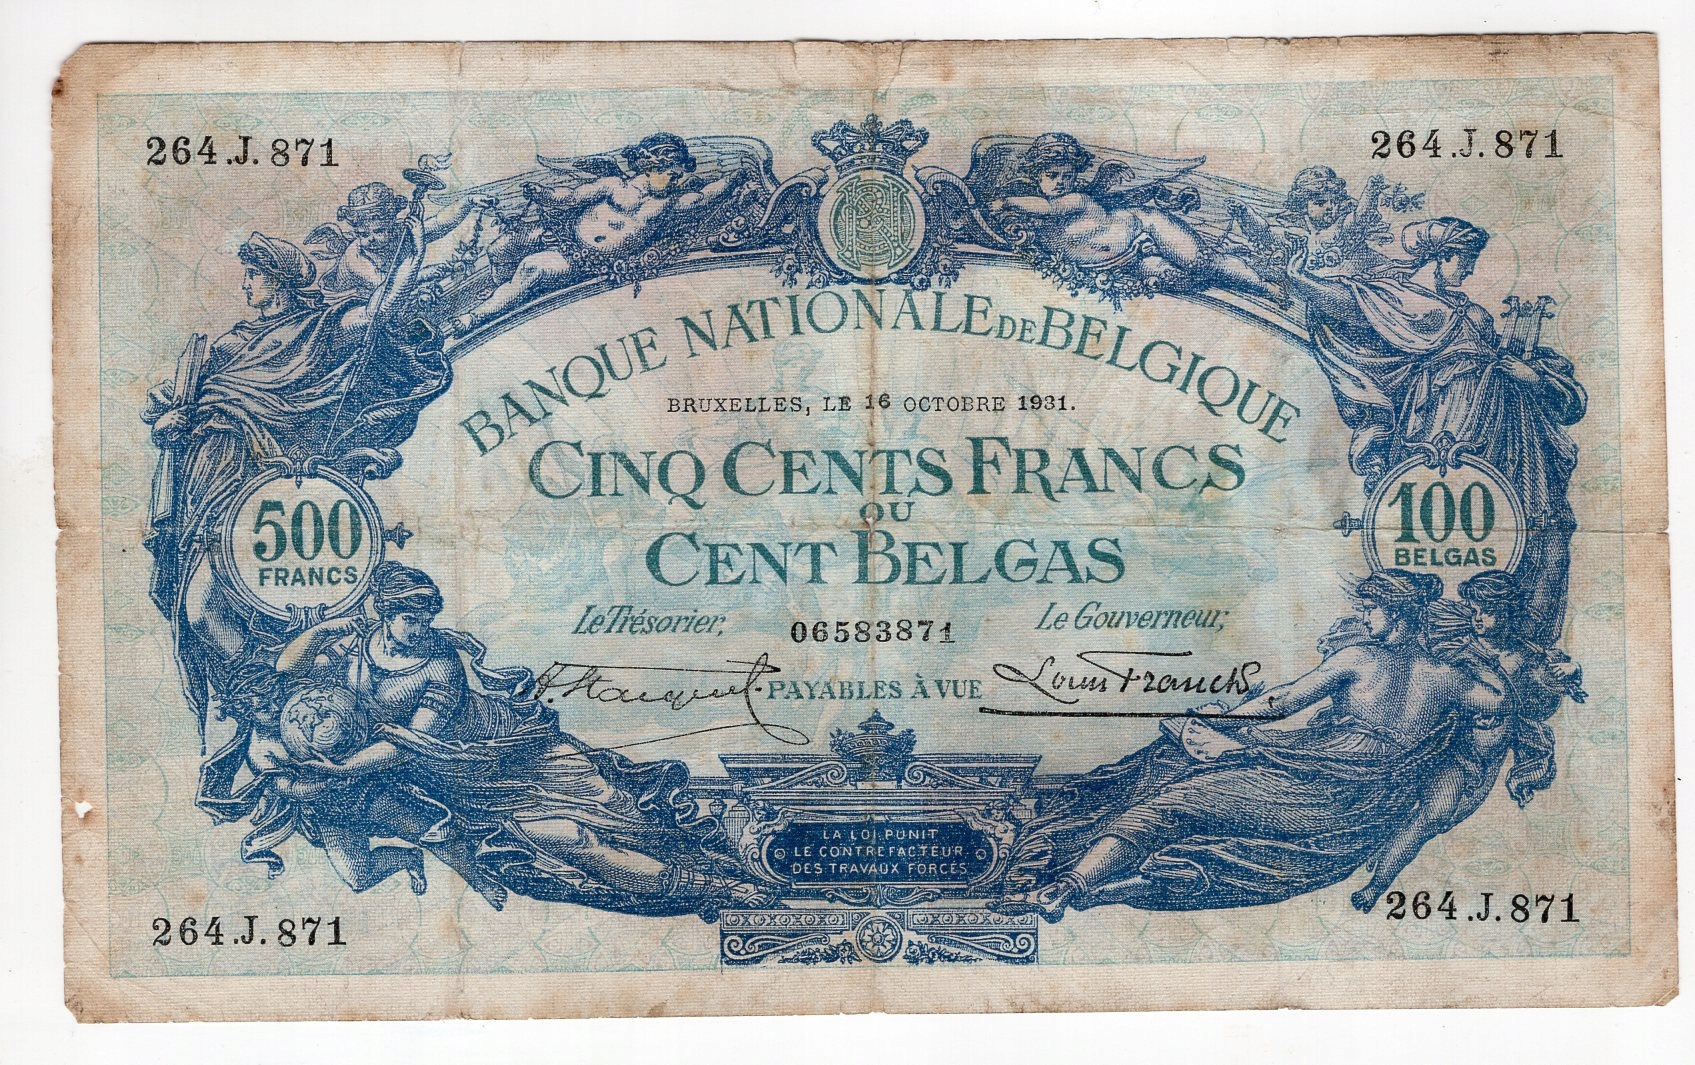 264.J.871
264.J.871
BNB
BANQUE NATIONALE DE BELGIQUE
BRUXELLES, LE 16 OCTOBRE 1931.
CINQ CENTS FRANCS
OU
CENT BELGAS
500
FRANCS
100
BELGAS
Le Trésorier,
06583871
Le Gouverneur,
PAYABLES À VUE
Louis Franck
LA LOI PUNIT
LE CONTREFACTEUR
DES TRAVAUX FORCÉS
264.J.871
264.J.871